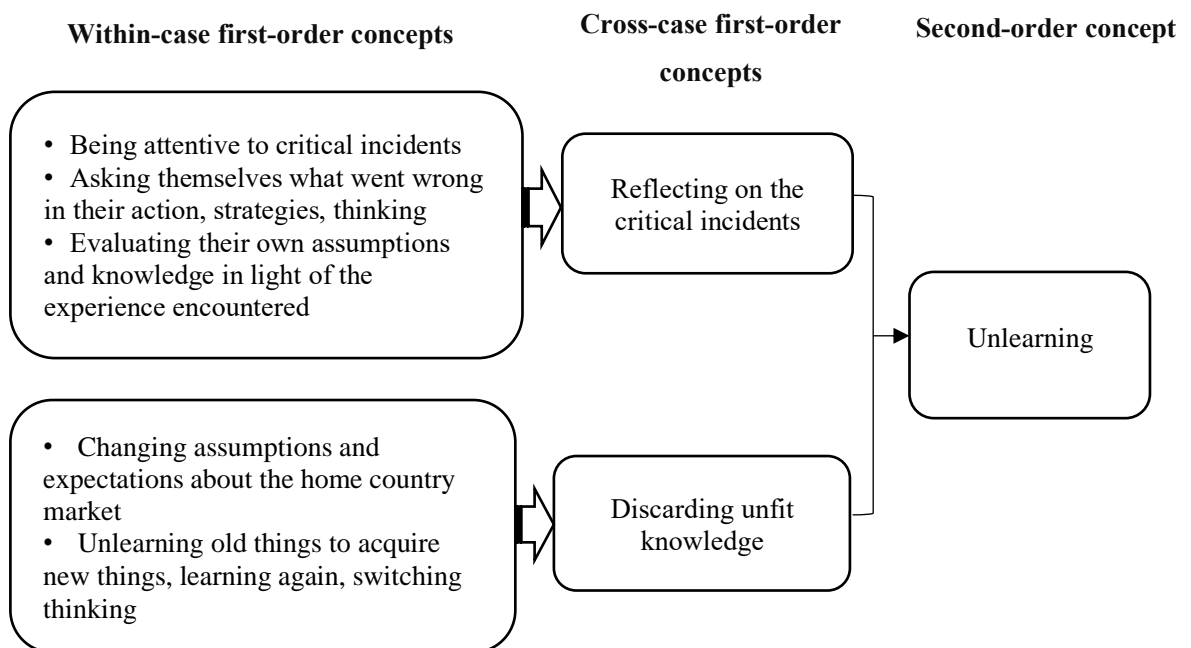 Within-case first-order concepts
Cross-case first-order
concepts
Second-order concept
• Being attentive to critical incidents
• Asking themselves what went wrong
in their action, strategies, thinking
• Evaluating their own assumptions
and knowledge in light of the
experience encountered
Reflecting on the
critical incidents
Unlearning
• Changing assumptions and
expectations about the home country
market
• Unlearning old things to acquire
new things, learning again, switching
thinking
Discarding unfit
knowledge